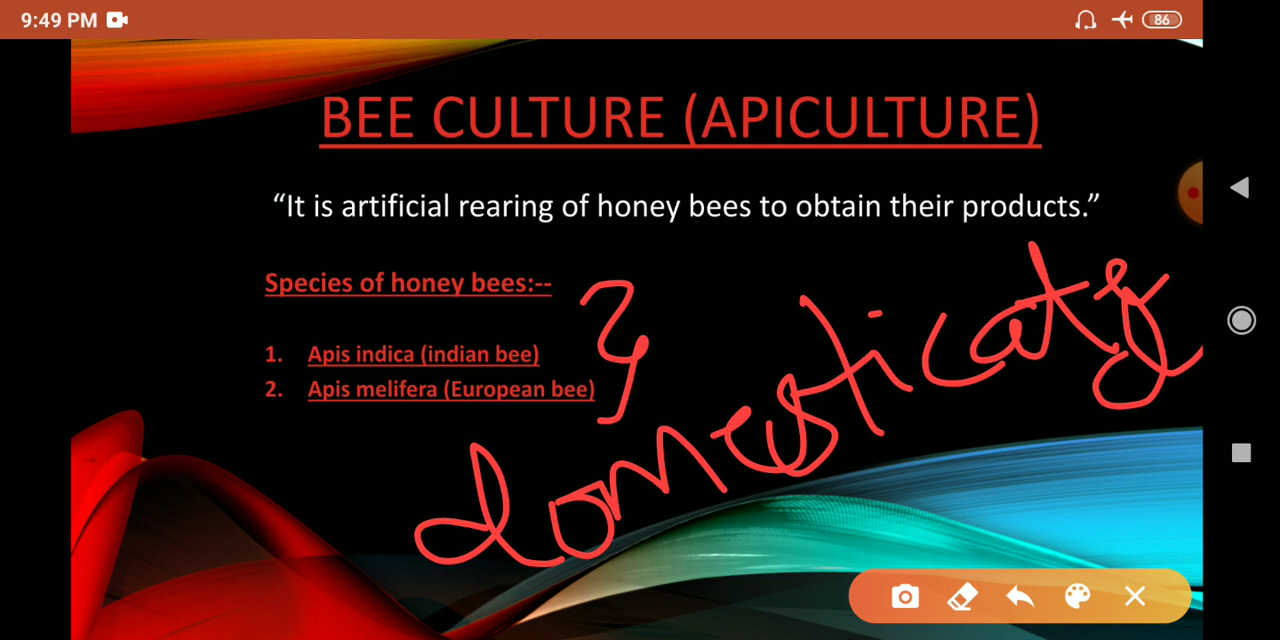 9:49 PM
86
BEE CULTURE (APICULTURE)
“It is artificial rearing of honey bees to obtain their products.”
Species of honey bees:--
1. Apis indica (indian bee)
2. Apis melifera (European bee)
domesticated